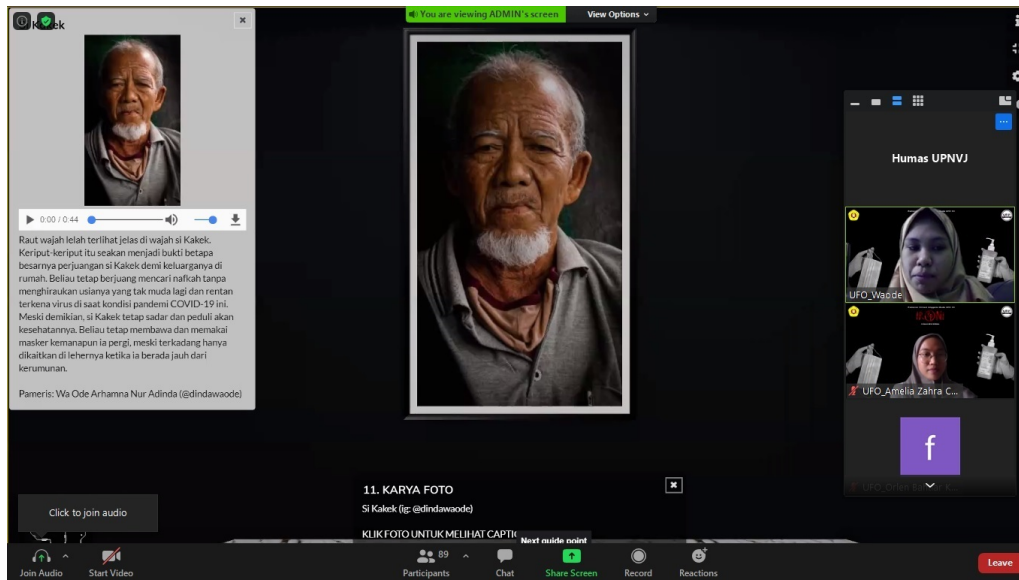 Kakek
You are viewing ADMIN's screen
View Options
0:00 / 0:44
Raut wajah lelah terlihat jelas di wajah si Kakek.
Keriput-keriput itu seakan menjadi bukti betapa
besarnya perjuangan si Kakek demi keluarganya di
rumah. Beliau tetap berjuang mencari nafkah tanpa
menghiraukan usianya yang tak muda lagi dan rentan
terkena virus di saat kondisi pandemi COVID-19 ini.
Meski demikian, si Kakek tetap sadar dan peduli akan
kesehatannya. Beliau tetap membawa dan memakai
masker kemanapun ia pergi, meski terkadang hanya
dikaitkan di lehernya ketika ia berada jauh dari
kerumunan.
Pameris: Wa Ode Arhamna Nur Adinda (@dindawaode)
Humas UPNVJ
UFO_Waode
UFO_Amelia Zahra C...
f
11. KARYA FOTO
Si Kakek (ig: @dindawaode)
KLIK FOTO UNTUK MELIHAT CAPTI
Next guide point
Click to join audio
Join Audio
Start Video
89
Participants
Chat
Share Screen
Record
Reactions
Leave